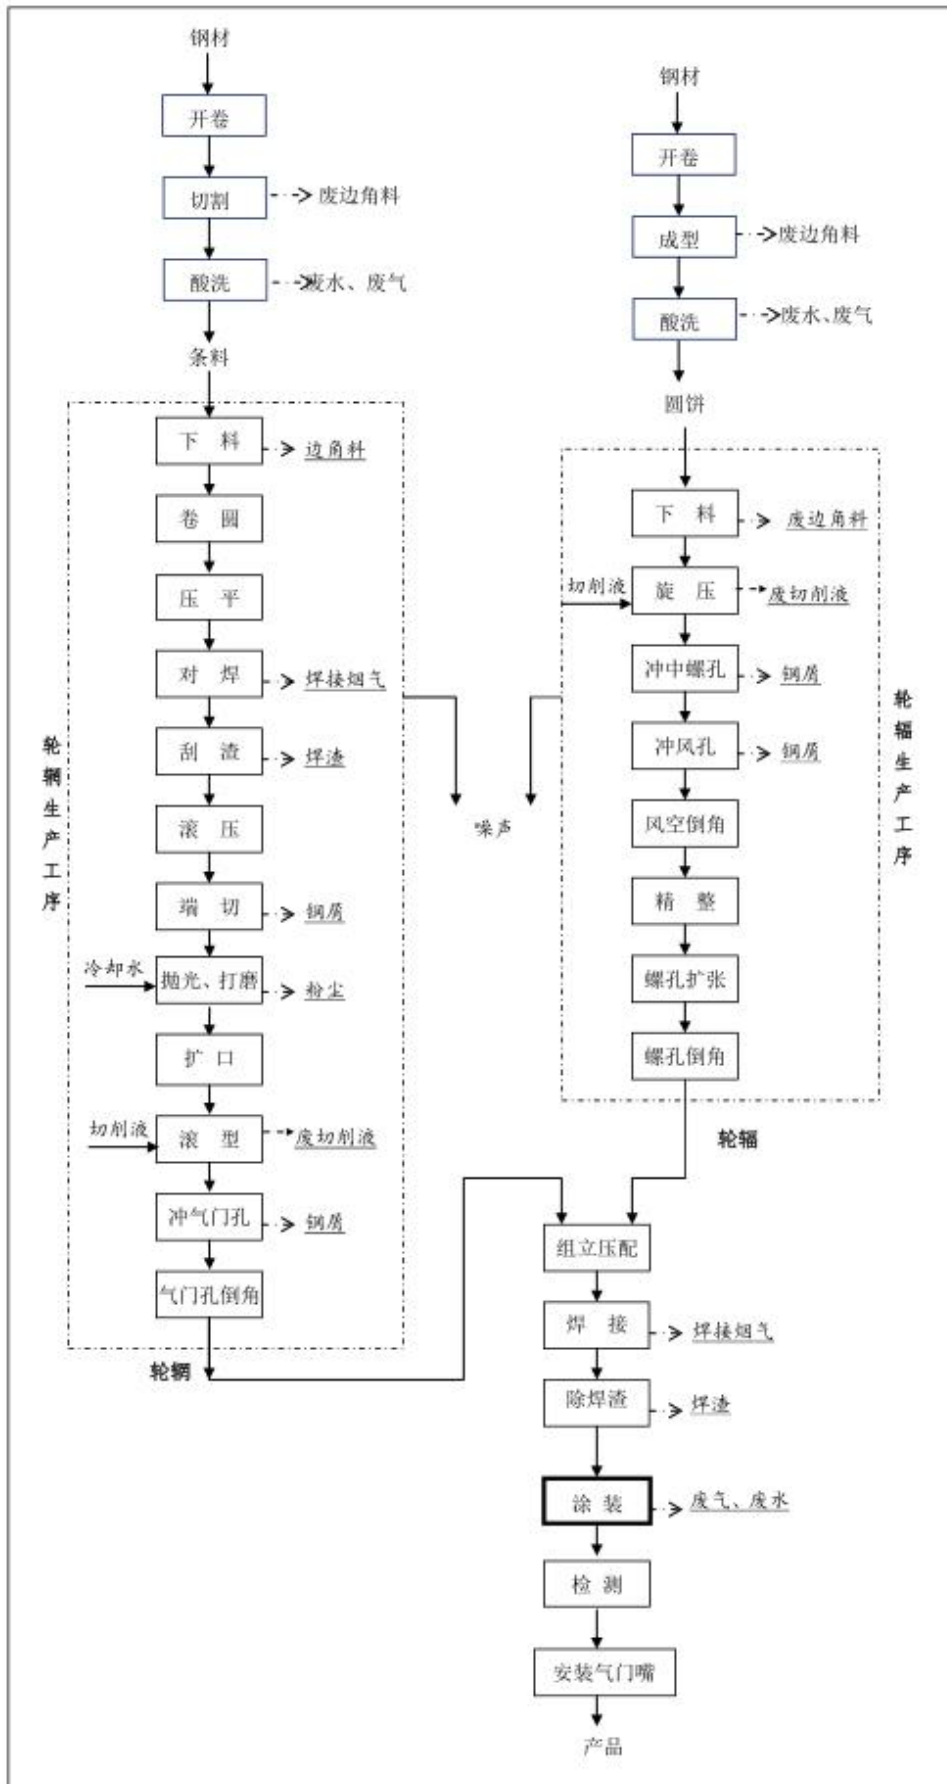 钢材
开卷
切割
废边角料
酸洗
废水、废气
条料
下 料
边角料
卷 圆
压 平
对 焊
焊接烟气
刮 渣
焊渣
滚 压
端 切
钢屑
冷却水
抛光、打磨
粉尘
扩 口
切削液
滚 型
废切削液
冲气门孔
钢屑
气门孔倒角
轮辋生产工序
轮辋
噪声
钢材
开卷
成型
废边角料
酸洗
废水、废气
圆饼
下 料
废边角料
切削液
旋 压
废切削液
冲中螺孔
钢屑
冲风孔
钢屑
风空倒角
精 整
螺孔扩张
螺孔倒角
轮辐生产工序
轮辐
组立压配
焊 接
焊接烟气
除焊渣
焊渣
涂 装
废气、废水
检 测
安装气门嘴
产品